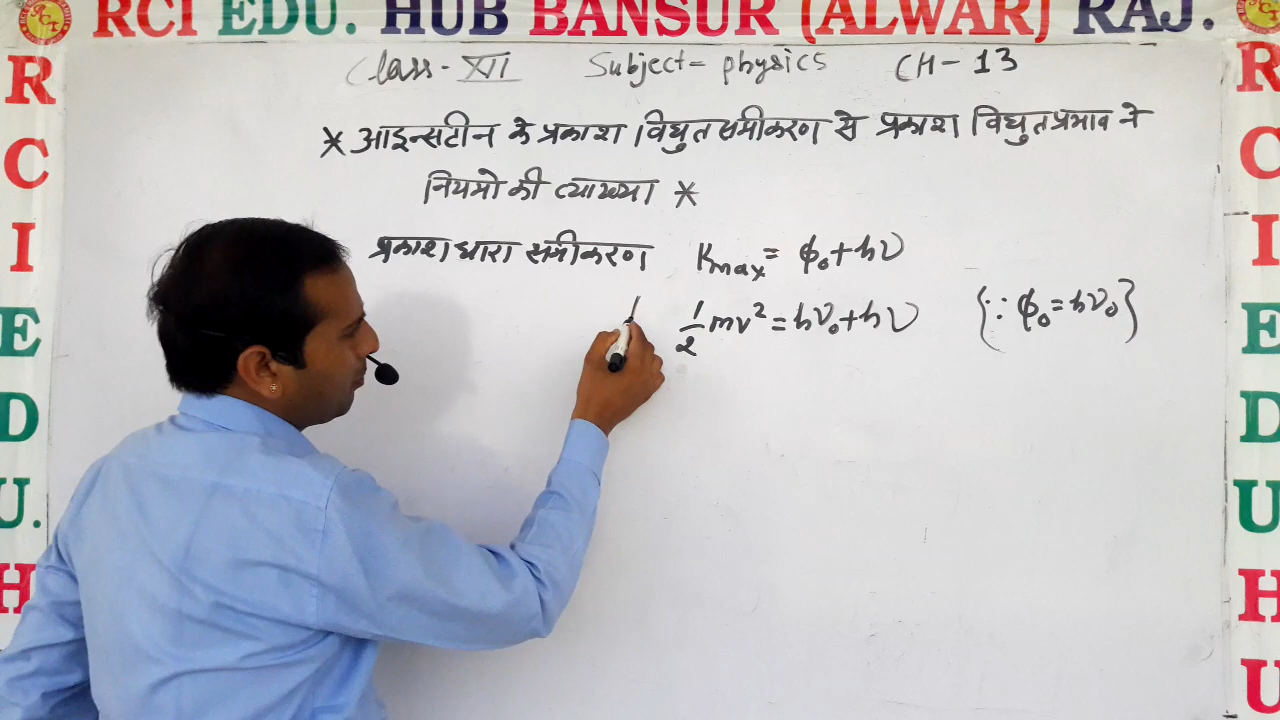 RCI EDU. HUB BANSUR (ALWAR) RAJ.
Class - XII Subject = physics CH - 13
* आइन्सटीन के प्रकाश विद्युत समीकरण से प्रकाश विद्युत प्रभाव ने
नियमो की व्याख्या *
प्रकाश धारा समीकरण Kmax = ϕ₀ + hν
1/2 mv² = hν₀ + hν {∵ ϕ₀ = hν₀}
R C I E D U. H
R C I E D U H U